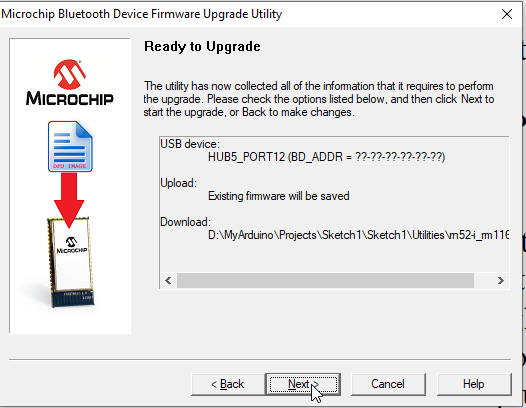 Microchip Bluetooth Device Firmware Upgrade Utility
Ready to Upgrade
MICROCHIP
DFU IMAGE
MICROCHIP
The utility has now collected all of the information that it requires to perform
the upgrade. Please check the options listed below, and then click Next to
start the upgrade, or Back to make changes.
USB device:
HUB5_PORT12 (BD_ADDR = ??-??-??-??-??-??)
Upload:
Existing firmware will be saved
Download:
D:\MyArduino\Projects\Sketch1\Sketch1\Utilities\rn52-i_rm116
< Back
Next >
Cancel
Help